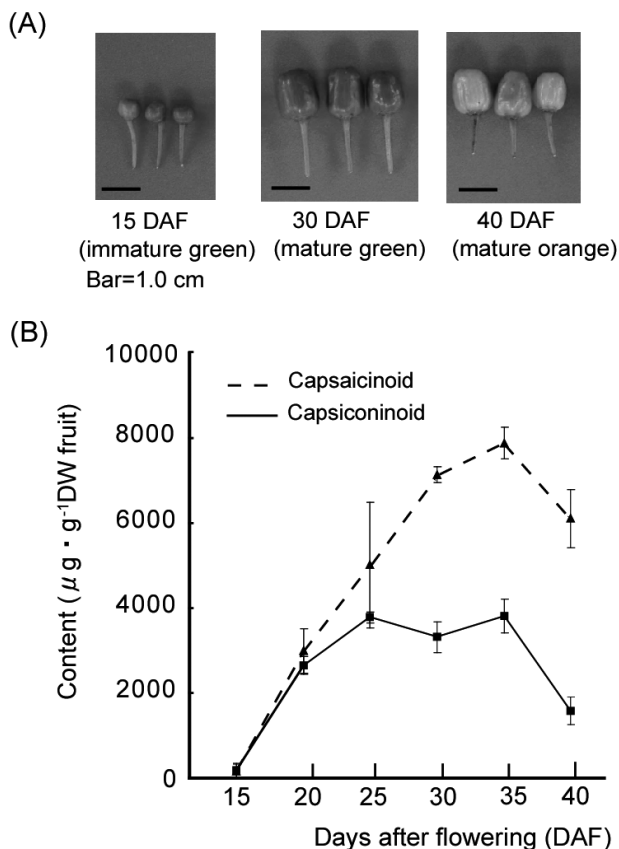 (A)
15 DAF
(immature green)
Bar=1.0 cm
30 DAF
(mature green)
40 DAF
(mature orange)
(B)
Content ( μg・g⁻¹DW fruit)
10000
8000
6000
4000
2000
0
Capsaicinoid
Capsiconinoid
15 20 25 30 35 40
Days after flowering (DAF)